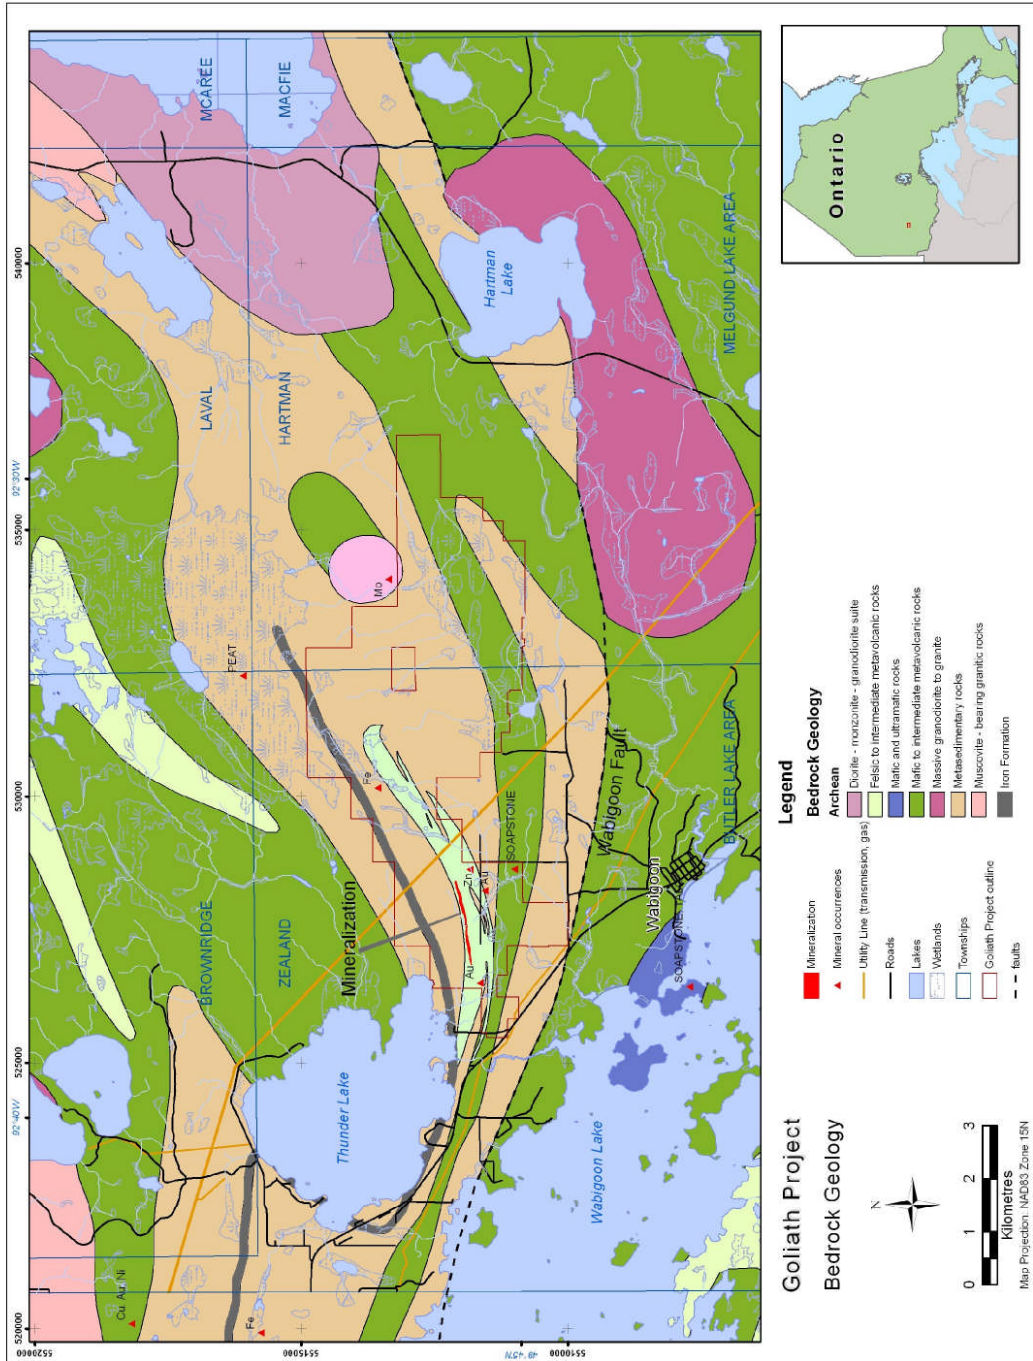 520000
525000
92°40'W
530000
535000
92°30'W
540000
5520000
5515000
5510000
49°45'N
Cu, Au, Ni
Fe
BROWNRIDGE
ZEALAND
Mineralization
Thunder Lake
PEAT
LAVAL
HARTMAN
MCAREE
MACFIE
Mo
Fe
Zn
Au
Au
SOAPSTONE
Hartman
Lake
Wabigoon Fault
Wabigoon
SOAPSTONE,
Wabigoon Lake
BUTLER LAKE AREA
MELGUND LAKE AREA
Goliath Project
Bedrock Geology
N
0
1
2
3
Kilometres
Map Projection: NAD83 Zone 15N
Legend
Mineralization
Mineral occurrences
Utility Line (transmission, gas)
Roads
Lakes
Wetlands
Townships
Goliath Project outline
faults
Bedrock Geology
Archean
Diorite - monzonite - granodiorite suite
Felsic to intermediate metavolcanic rocks
Mafic and ultramafic rocks
Mafic to intermediate metavolcanic rocks
Massive granodiorite to granite
Metasedimentary rocks
Muscovite - bearing granitic rocks
Iron Formation
Ontario